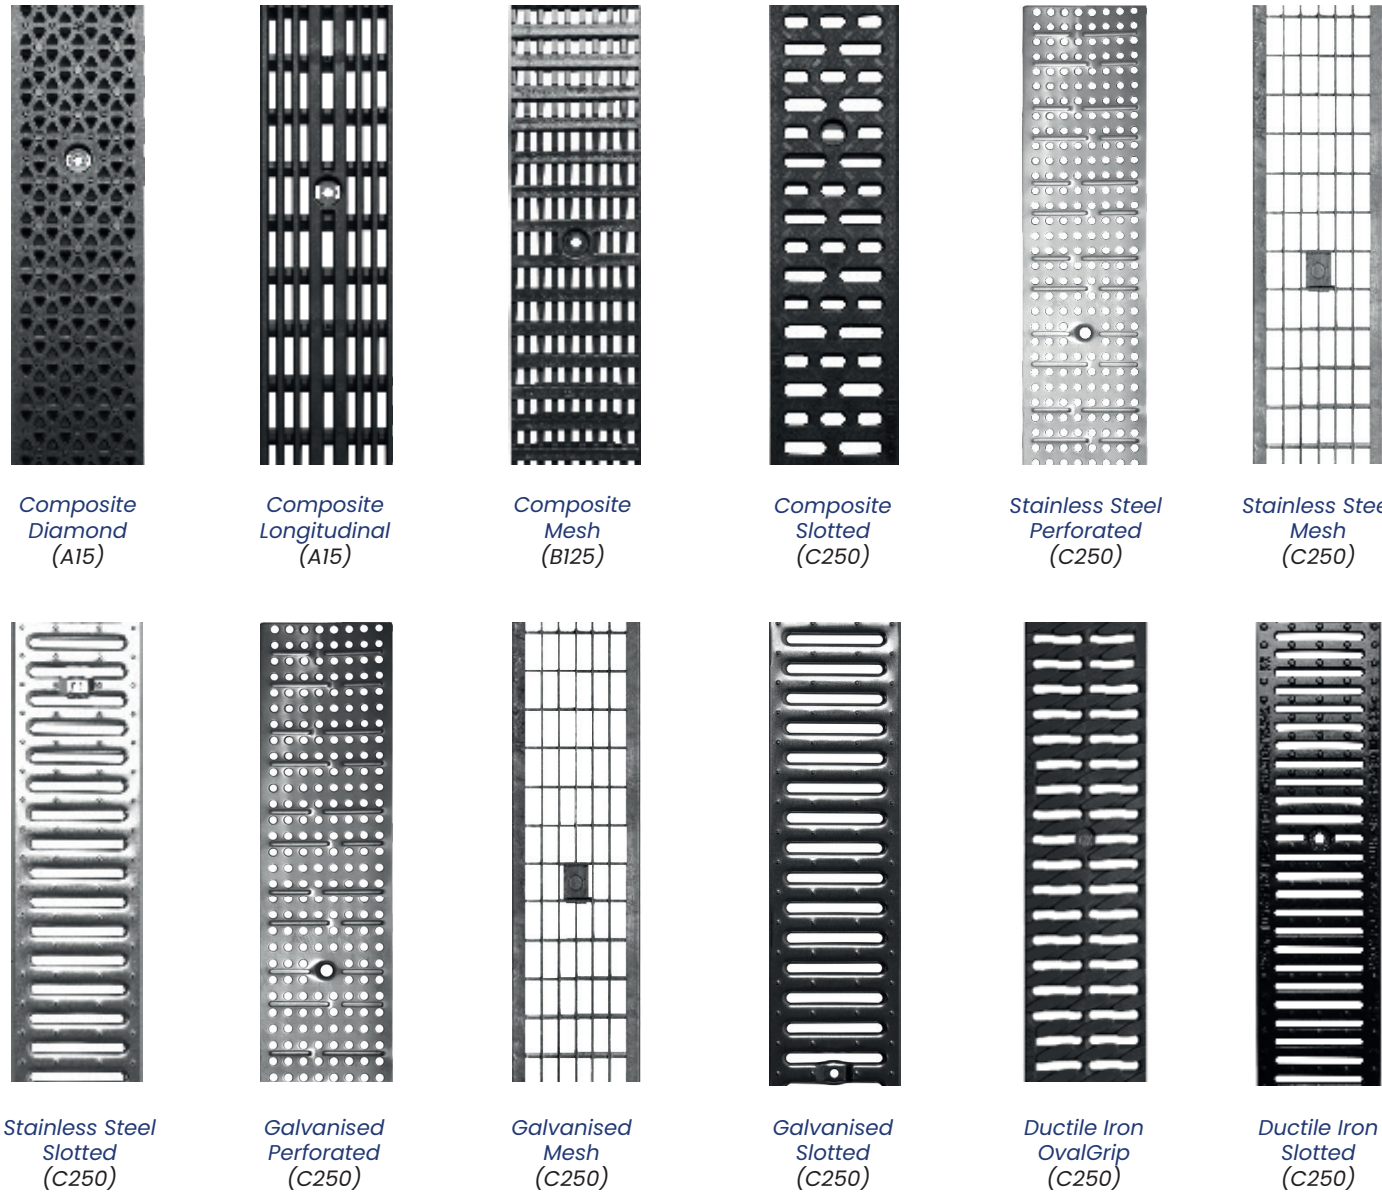 Composite
Diamond
(A15)
Composite
Longitudinal
(A15)
Composite
Mesh
(B125)
Composite
Slotted
(C250)
Stainless Steel
Perforated
(C250)
Stainless Stee
Mesh
(C250)
Stainless Steel
Slotted
(C250)
Galvanised
Perforated
(C250)
Galvanised
Mesh
(C250)
Galvanised
Slotted
(C250)
Ductile Iron
OvalGrip
(C250)
Ductile Iron
Slotted
(C250)